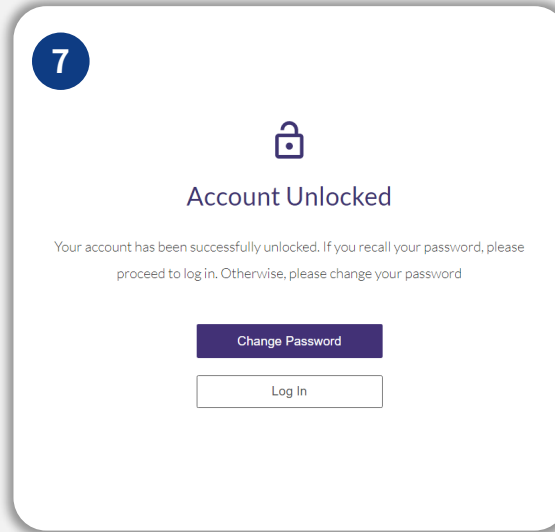 7
Account Unlocked
Your account has been successfully unlocked. If you recall your password, please
proceed to log in. Otherwise, please change your password
Change Password
Log In